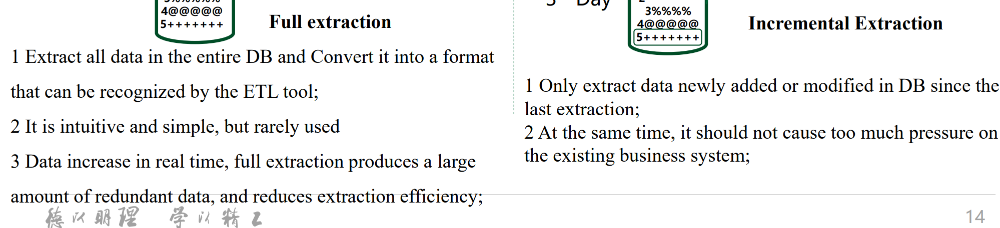 4@@@@@
5+++++++
Full extraction
1 Extract all data in the entire DB and Convert it into a format
that can be recognized by the ETL tool;
2 It is intuitive and simple, but rarely used
3 Data increase in real time, full extraction produces a large
amount of redundant data, and reduces extraction efficiency;
Day
3%%%%
4@@@@@
5+++++++
Incremental Extraction
1 Only extract data newly added or modified in DB since the
last extraction;
2 At the same time, it should not cause too much pressure on
the existing business system;
德以明理 学以精工
14